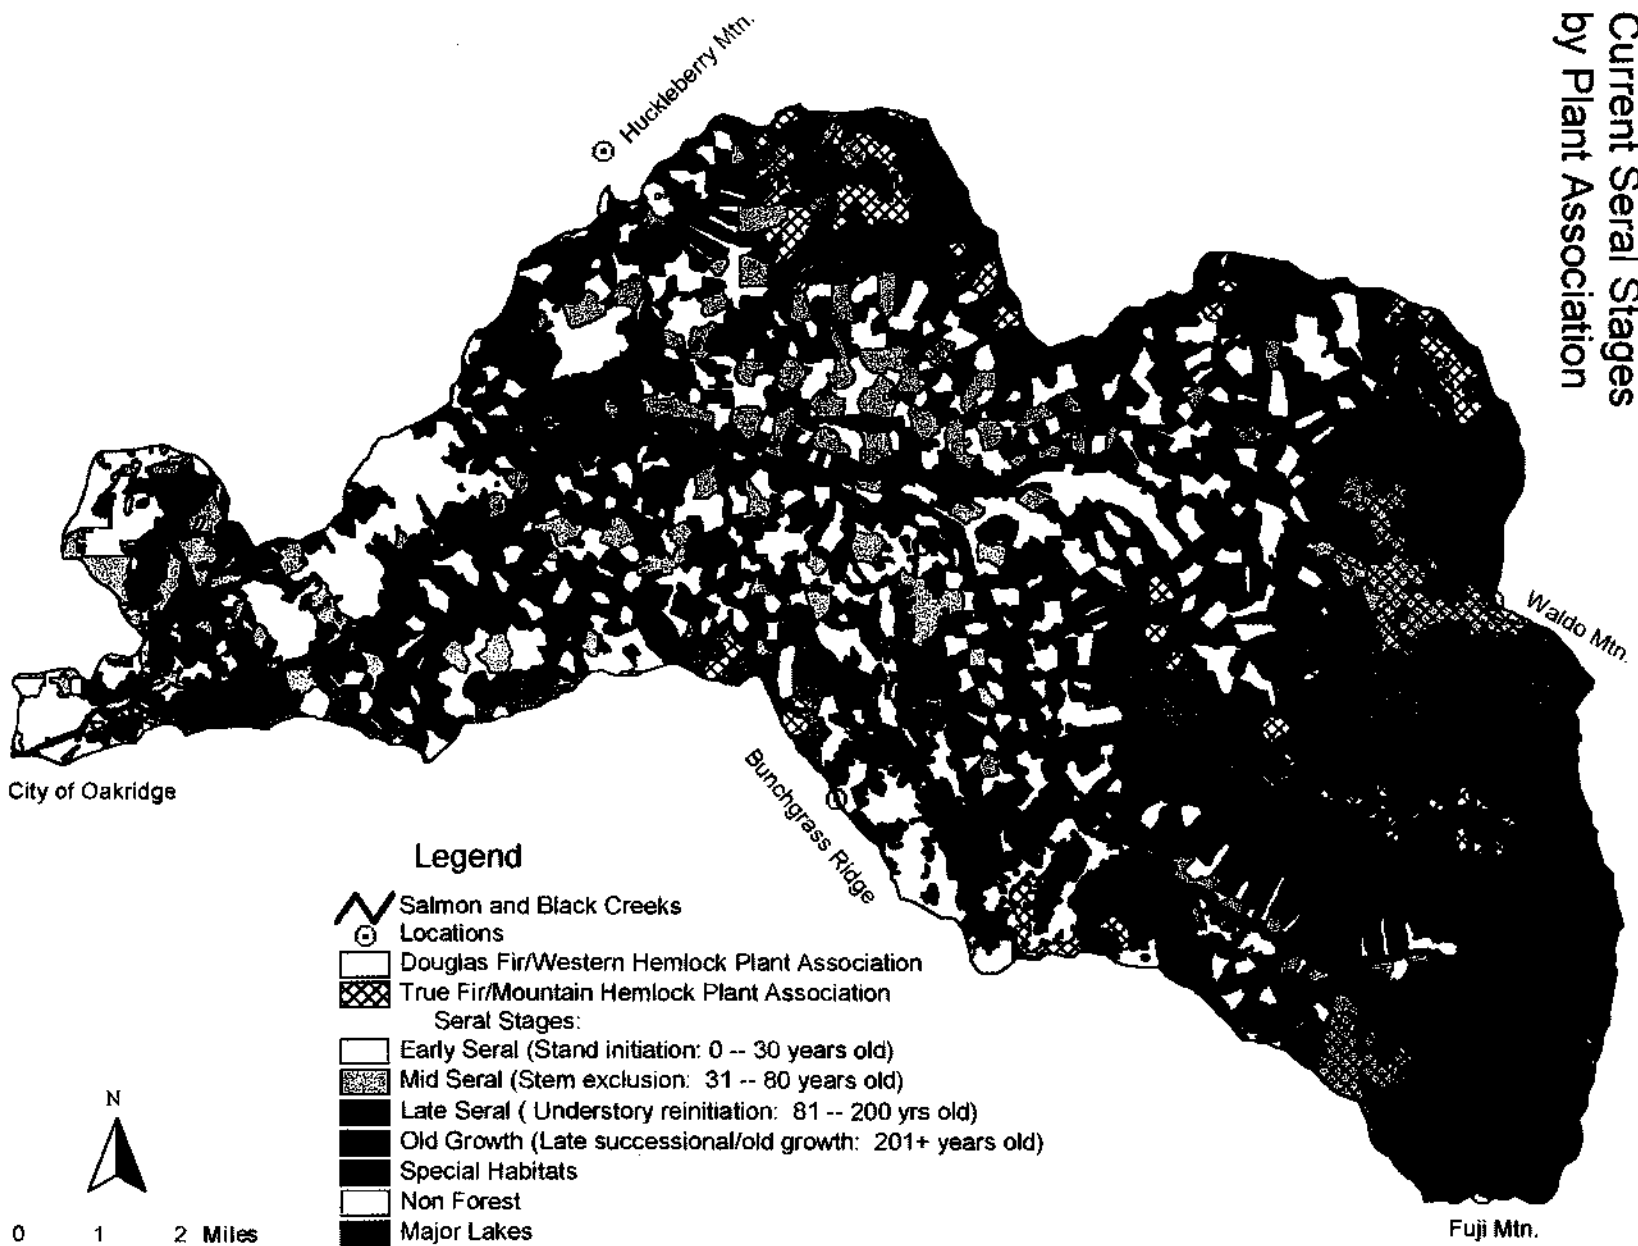 Current Seral Stages
by Plant Association
Huckleberry Mtn.
Waldo Mtn.
City of Oakridge
Bunchgrass Ridge
Legend
Salmon and Black Creeks
Locations
Douglas Fir/Western Hemlock Plant Association
True Fir/Mountain Hemlock Plant Association
Seral Stages:
Early Seral (Stand initiation: 0 -- 30 years old)
Mid Seral (Stem exclusion: 31 -- 80 years old)
Late Seral ( Understory reinitiation: 81 -- 200 yrs old)
Old Growth (Late successional/old growth: 201+ years old)
Special Habitats
Non Forest
Major Lakes
N
0 1 2 Miles
Fuji Mtn.